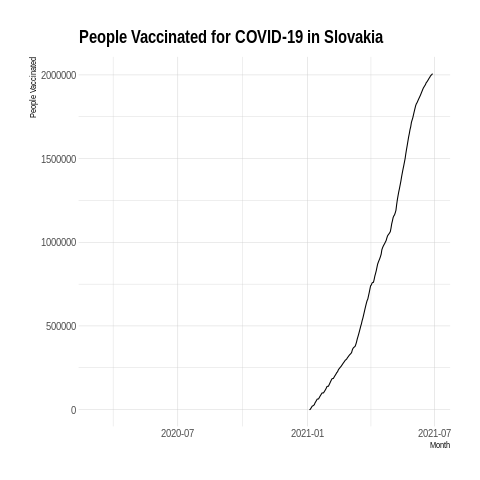 People Vaccinated for COVID-19 in Slovakia
People Vaccinated
2000000
1500000
1000000
500000
0
2020-07
2021-01
2021-07
Month